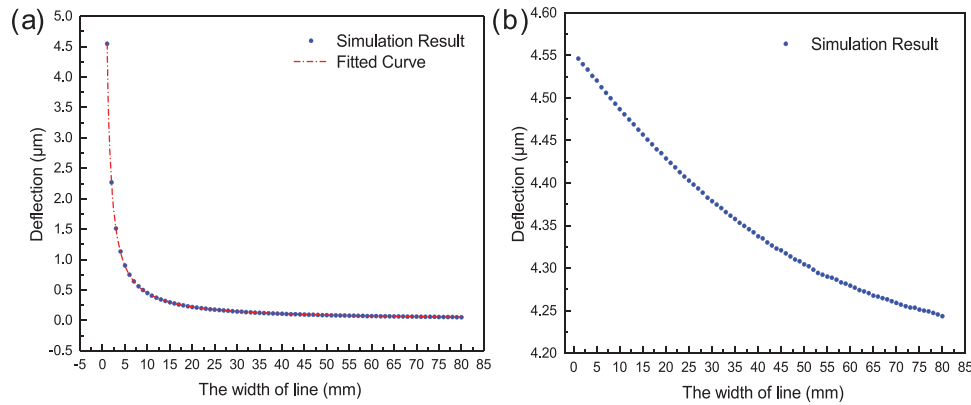 (a)
5.0
4.5
4.0
3.5
3.0
2.5
2.0
1.5
1.0
0.5
0.0
-0.5
Deflection (μm)
Simulation Result
Fitted Curve
-5 0 5 10 15 20 25 30 35 40 45 50 55 60 65 70 75 80 85
The width of line (mm)
(b)
4.60
4.55
4.50
4.45
4.40
4.35
4.30
4.25
4.20
Deflection (μm)
Simulation Result
0 5 10 15 20 25 30 35 40 45 50 55 60 65 70 75 80 85
The width of line (mm)